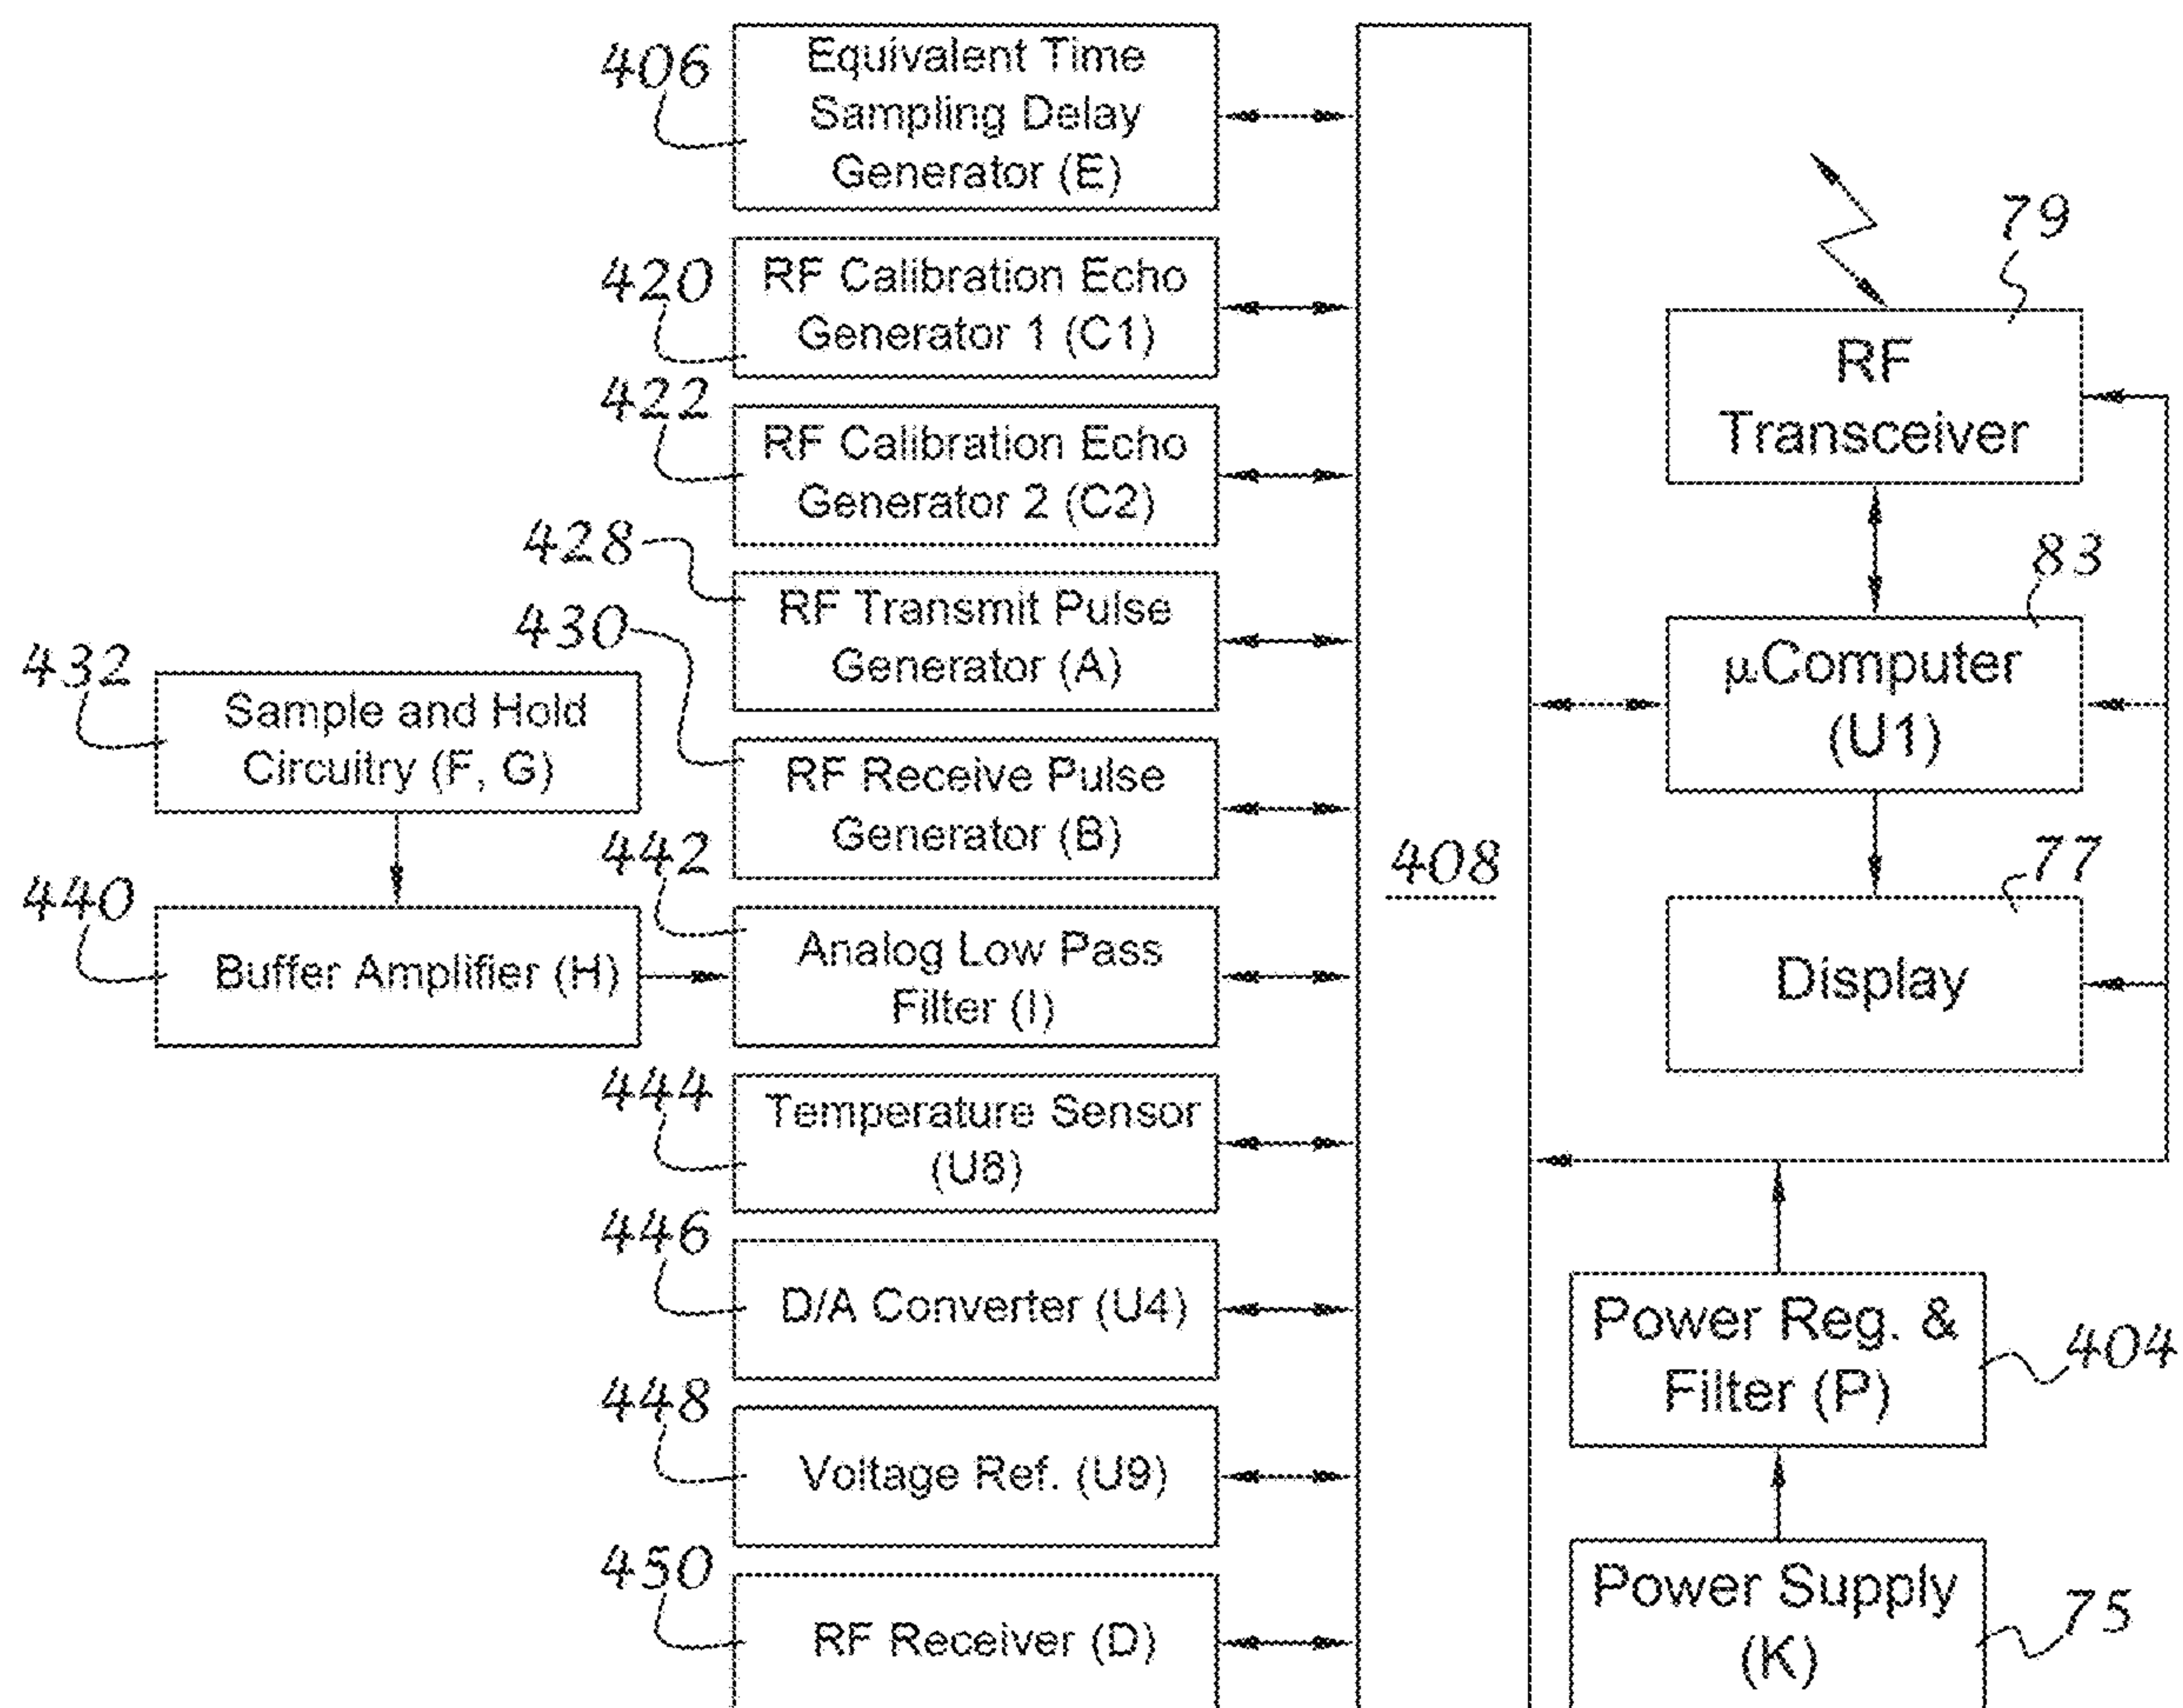 406
Equivalent Time
Sampling Delay
Generator (E)
420
RF Calibration Echo
Generator 1 (C1)
422
RF Calibration Echo
Generator 2 (C2)
428
RF Transmit Pulse
Generator (A)
430
RF Receive Pulse
Generator (B)
432
Sample and Hold
Circuitry (F, G)
440
Buffer Amplifier (H)
442
Analog Low Pass
Filter (I)
444
Temperature Sensor
(U8)
446
D/A Converter (U4)
448
Voltage Ref. (U9)
450
RF Receiver (D)
408
79
RF
Transceiver
83
µComputer
(U1)
77
Display
Power Reg. &
Filter (P)
404
Power Supply
(K)
75